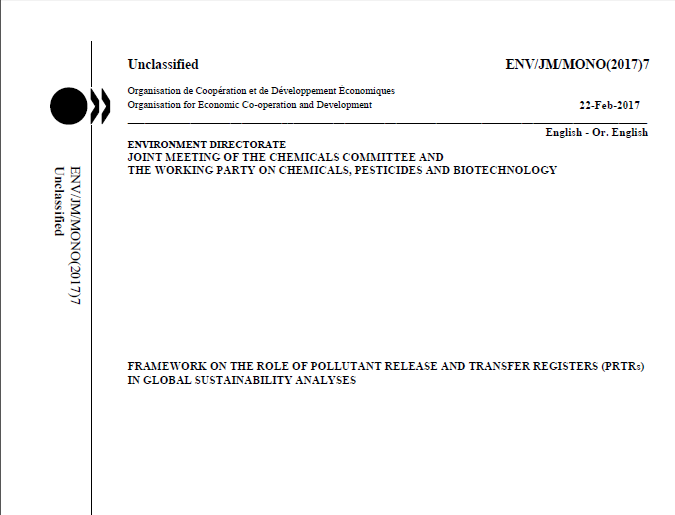 Unclassified ENV/JM/MONO(2017)7
Organisation de Coopération et de Développement Économiques
Organisation for Economic Co-operation and Development 22-Feb-2017
English - Or. English
ENVIRONMENT DIRECTORATE
JOINT MEETING OF THE CHEMICALS COMMITTEE AND
THE WORKING PARTY ON CHEMICALS, PESTICIDES AND BIOTECHNOLOGY
ENV/JM/MONO(2017)7
Unclassified
FRAMEWORK ON THE ROLE OF POLLUTANT RELEASE AND TRANSFER REGISTERS (PRTRs)
IN GLOBAL SUSTAINABILITY ANALYSES